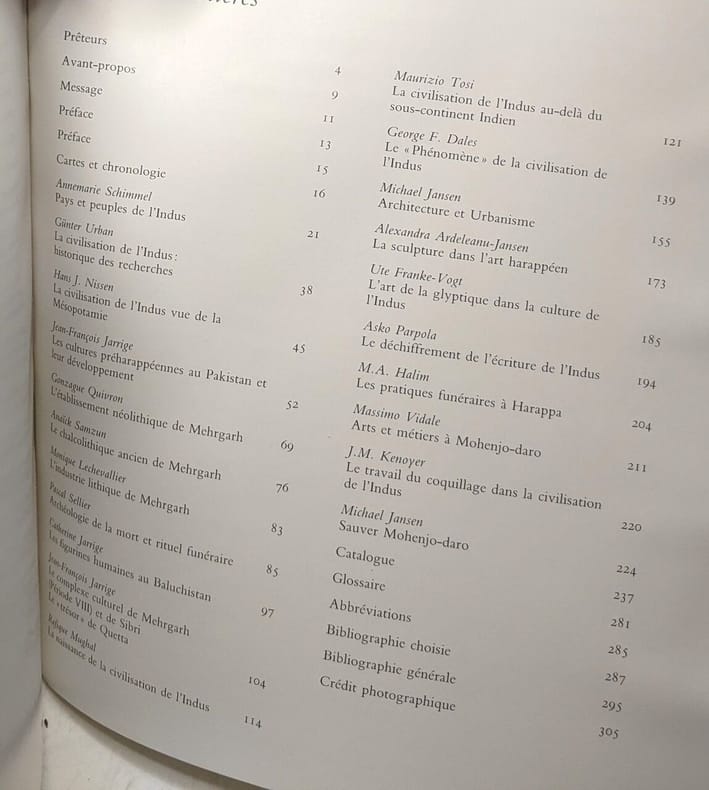 Prêteurs
4
Avant-propos
9
Message
11
Préface
13
Préface
15
Cartes et chronologie
16
Annemarie Schimmel
Pays et peuples de l'Indus
21
Günter Urban
La civilisation de l'Indus :
historique des recherches
38
Hans J. Nissen
La civilisation de l'Indus vue de la
Mésopotamie
45
Jean-François Jarrige
Les cultures préharappéennes au Pakistan et
leur développement
52
Gonzague Quivron
L'établissement néolithique de Mehrgarh
69
Anaïck Samzun
Le chalcolithique ancien de Mehrgarh
76
Monique Lechevallier
L'industrie lithique de Mehrgarh
83
Pascal Sellier
Archéologie de la mort et rituel funéraire
85
Catherine Jarrige
Les figurines humaines au Baluchistan
97
Jean-François Jarrige
Le complexe culturel de Mehrgarh
(Période VIII) et de Sibri
Le « trésor » de Quetta
104
Rafique Mughal
La naissance de la civilisation de l'Indus
114
Maurizio Tosi
La civilisation de l'Indus au-delà du
sous-continent Indien
121
George F. Dales
Le « Phénomène » de la civilisation de
l'Indus
139
Michael Jansen
Architecture et Urbanisme
155
Alexandra Ardeleanu-Jansen
La sculpture dans l'art harappéen
173
Ute Franke-Vogt
L'art de la glyptique dans la culture de
l'Indus
185
Asko Parpola
Le déchiffrement de l'écriture de l'Indus
194
M.A. Halim
Les pratiques funéraires à Harappa
204
Massimo Vidale
Arts et métiers à Mohenjo-daro
211
J.M. Kenoyer
Le travail du coquillage dans la civilisation
de l'Indus
220
Michael Jansen
Sauver Mohenjo-daro
224
Catalogue
237
Glossaire
281
Abbréviations
285
Bibliographie choisie
287
Bibliographie générale
295
Crédit photographique
305